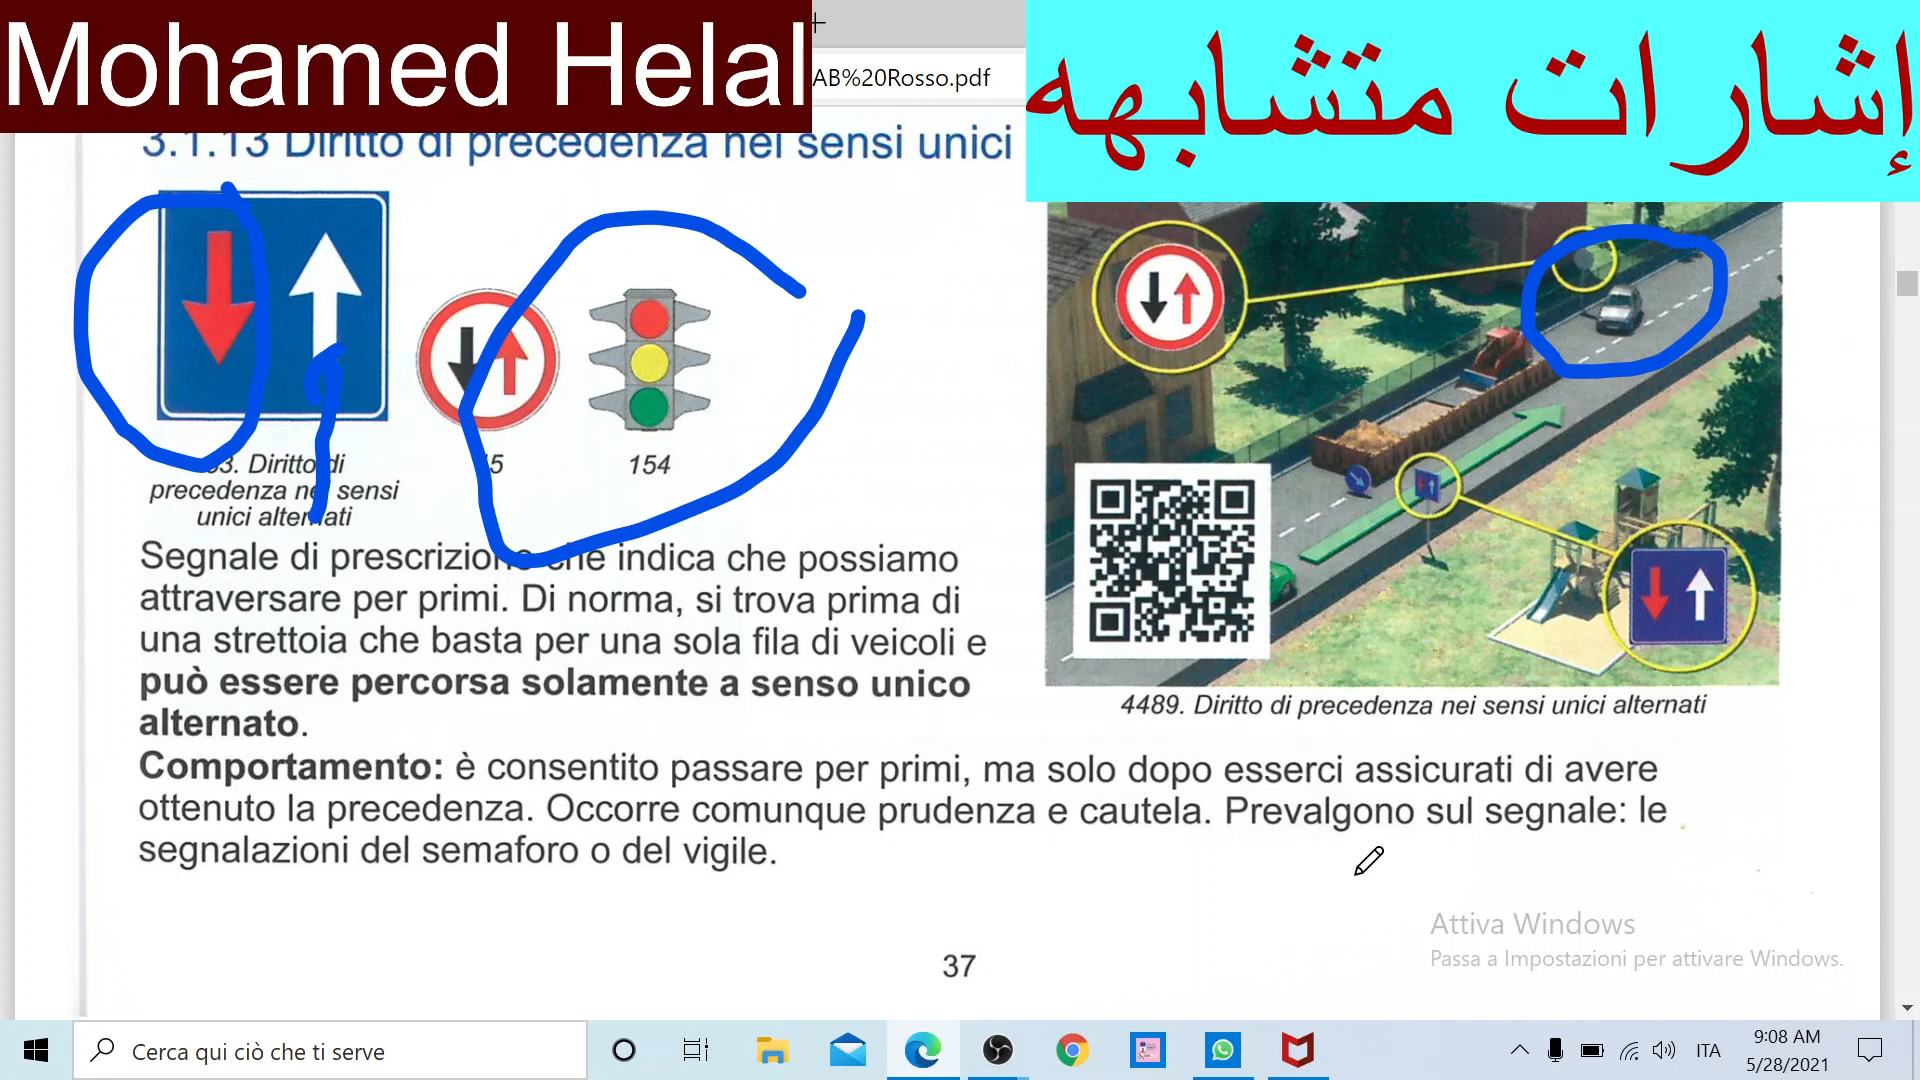 Mohamed Helal
إشارات متشابهه
AB%20Rosso.pdf
3.1.13 Diritto di precedenza nei sensi unici
3. Diritto di
precedenza nei sensi
unici alternati
5
154
Segnale di prescrizione che indica che possiamo
attraversare per primi. Di norma, si trova prima di
una strettoia che basta per una sola fila di veicoli e
può essere percorsa solamente a senso unico
alternato.
4489. Diritto di precedenza nei sensi unici alternati
Comportamento: è consentito passare per primi, ma solo dopo esserci assicurati di avere
ottenuto la precedenza. Occorre comunque prudenza e cautela. Prevalgono sul segnale: le
segnalazioni del semaforo o del vigile.
37
Attiva Windows
Passa a Impostazioni per attivare Windows.
Cerca qui ciò che ti serve
ITA
9:08 AM
5/28/2021